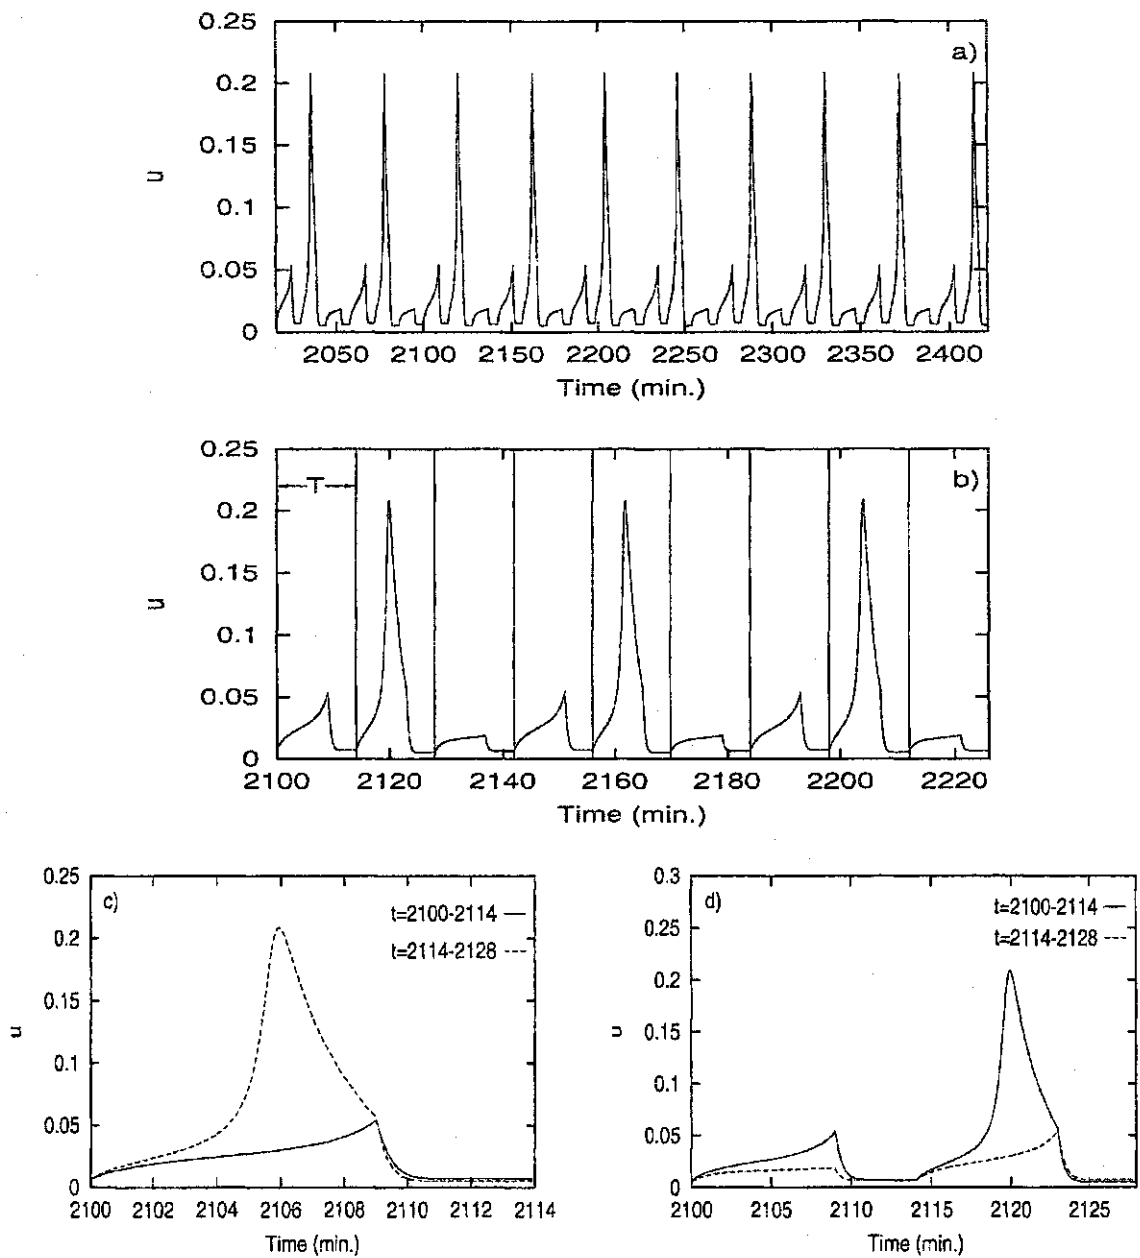 0.25
a)
0.2
0.15
u
0.1
0.05
0
2050 2100 2150 2200 2250 2300 2350 2400
Time (min.)
0.25
T
b)
0.2
0.15
u
0.1
0.05
0
2100 2120 2140 2160 2180 2200 2220
Time (min.)
0.25
c)
t=2100-2114
0.2
t=2114-2128
0.15
u
0.1
0.05
0
2100 2102 2104 2106 2108 2110 2112 2114
Time (min.)
0.3
d)
t=2100-2114
0.25
t=2114-2128
0.2
0.15
u
0.1
0.05
0
2100 2105 2110 2115 2120 2125
Time (min.)